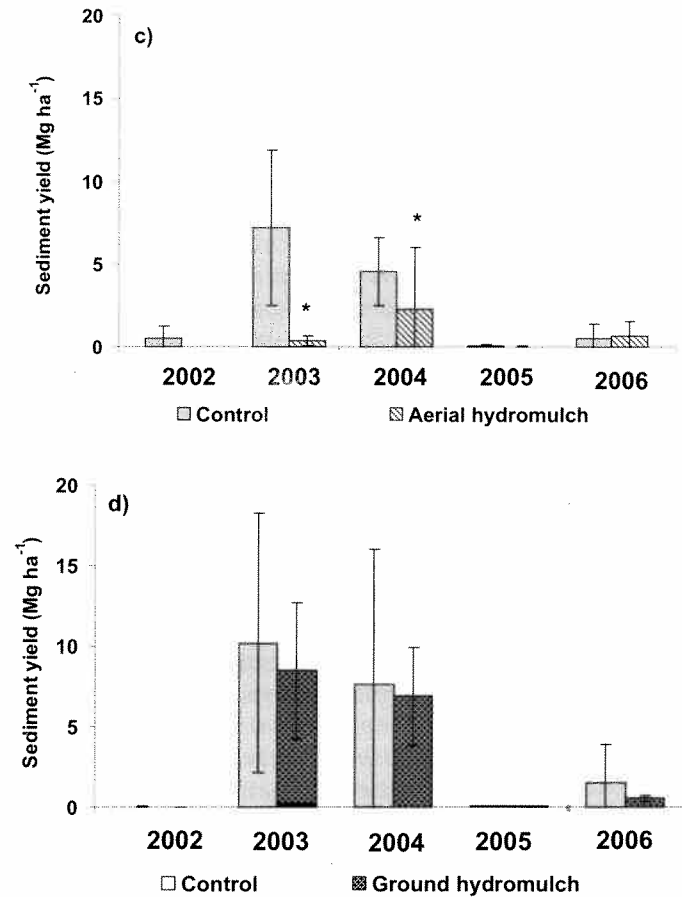 c)
Sediment yield (Mg ha⁻¹)
20
15
10
5
0
*
*
2002 2003 2004 2005 2006
Control Aerial hydromulch
d)
Sediment yield (Mg ha⁻¹)
20
15
10
5
0
2002 2003 2004 2005 2006
Control Ground hydromulch